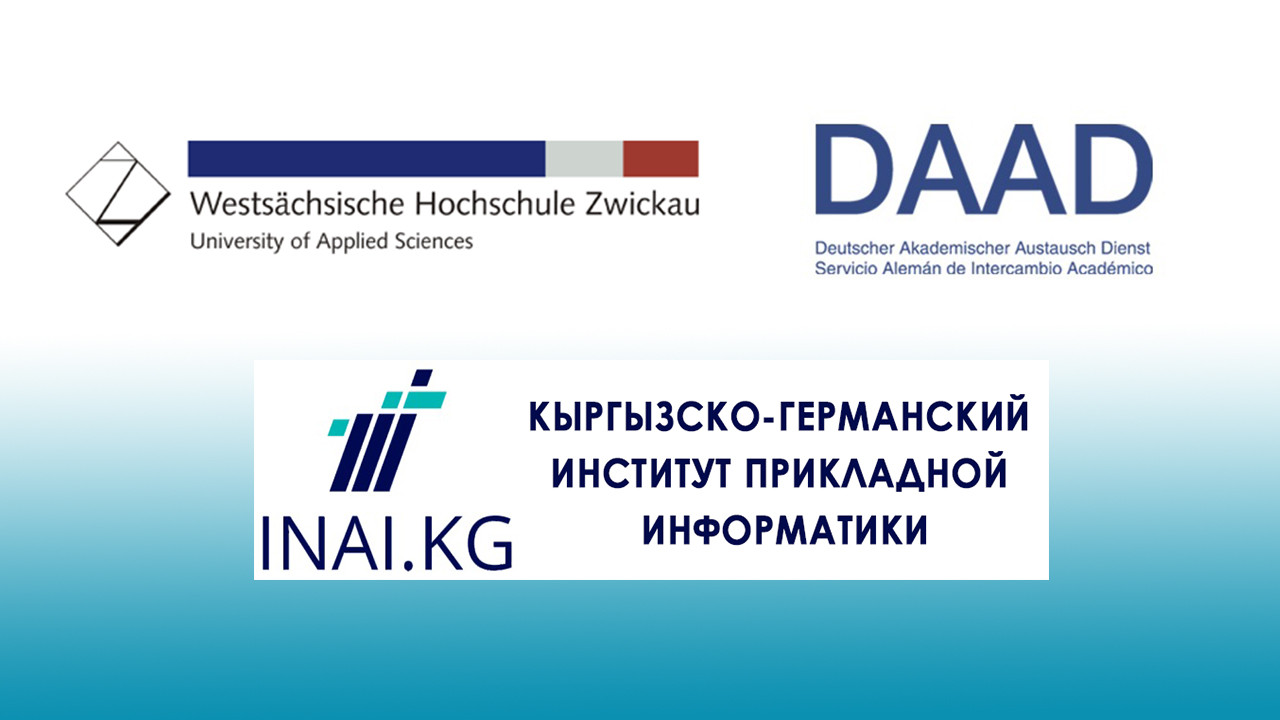 Westsächsische Hochschule Zwickau
University of Applied Sciences
DAAD
Deutscher Akademischer Austausch Dienst
Servicio Alemán de Intercambio Académico
INAI.KG
КЫРГЫЗСКО-ГЕРМАНСКИЙ
ИНСТИТУТ ПРИКЛАДНОЙ
ИНФОРМАТИКИ